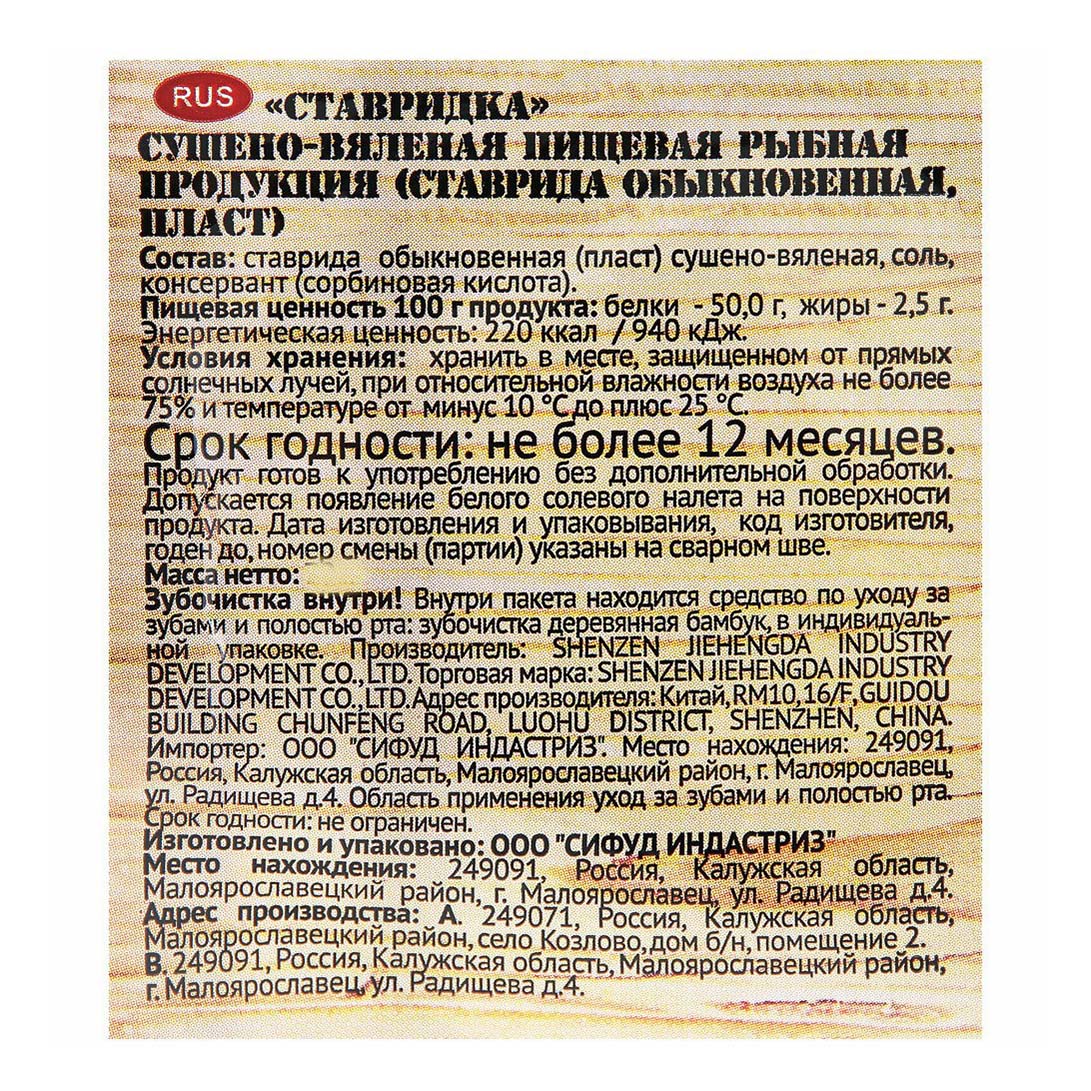 RUS «СТАВРИДКА»
СУШЕНО-ВЯЛЕНАЯ ПИЩЕВАЯ РЫБНАЯ
ПРОДУКЦИЯ (СТАВРИДА ОБЫКНОВЕННАЯ,
ПЛАСТ)
Состав: ставрида обыкновенная (пласт) сушено-вяленая, соль,
консервант (сорбиновая кислота).
Пищевая ценность 100 г продукта: белки - 50,0 г, жиры - 2,5 г.
Энергетическая ценность: 220 ккал / 940 кДж.
Условия хранения: хранить в месте, защищенном от прямых
солнечных лучей, при относительной влажности воздуха не более
75% и температуре от минус 10 °С до плюс 25 °С.
Срок годности: не более 12 месяцев.
Продукт готов к употреблению без дополнительной обработки.
Допускается появление белого солевого налета на поверхности
продукта. Дата изготовления и упаковывания, код изготовителя,
годен до, номер смены (партии) указаны на сварном шве.
Масса нетто:
Зубочистка внутри! Внутри пакета находится средство по уходу за
зубами и полостью рта: зубочистка деревянная бамбук, в индивидуаль-
ной упаковке. Производитель: SHENZEN JIEHENGDA INDUSTRY
DEVELOPMENT CO., LTD. Торговая марка: SHENZEN JIEHENGDA INDUSTRY
DEVELOPMENT CO., LTD. Адрес производителя: Китай, RM10, 16/F, GUIDOU
BUILDING CHUNFENG ROAD, LUOHU DISTRICT, SHENZHEN, CHINA.
Импортер: ООО "СИФУД ИНДАСТРИЗ". Место нахождения: 249091,
Россия, Калужская область, Малоярославецкий район, г. Малоярославец,
ул. Радищева д.4. Область применения уход за зубами и полостью рта.
Срок годности: не ограничен.
Изготовлено и упаковано: ООО "СИФУД ИНДАСТРИЗ"
Место нахождения: 249091, Россия, Калужская область,
Малоярославецкий район, г. Малоярославец, ул. Радищева д.4.
Адрес производства: А. 249071, Россия, Калужская область,
Малоярославецкий район, село Козлово, дом б/н, помещение 2.
В. 249091, Россия, Калужская область, Малоярославецкий район,
г. Малоярославец, ул. Радищева д.4.